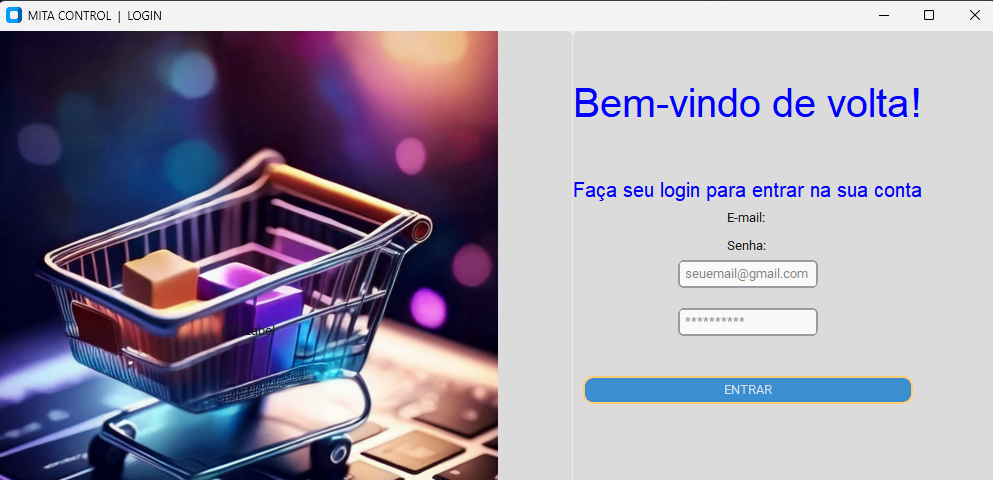 MITA CONTROL | LOGIN
Bem-vindo de volta!
Faça seu login para entrar na sua conta
E-mail:
Senha:
seuemail@gmail.com
**********
ENTRAR